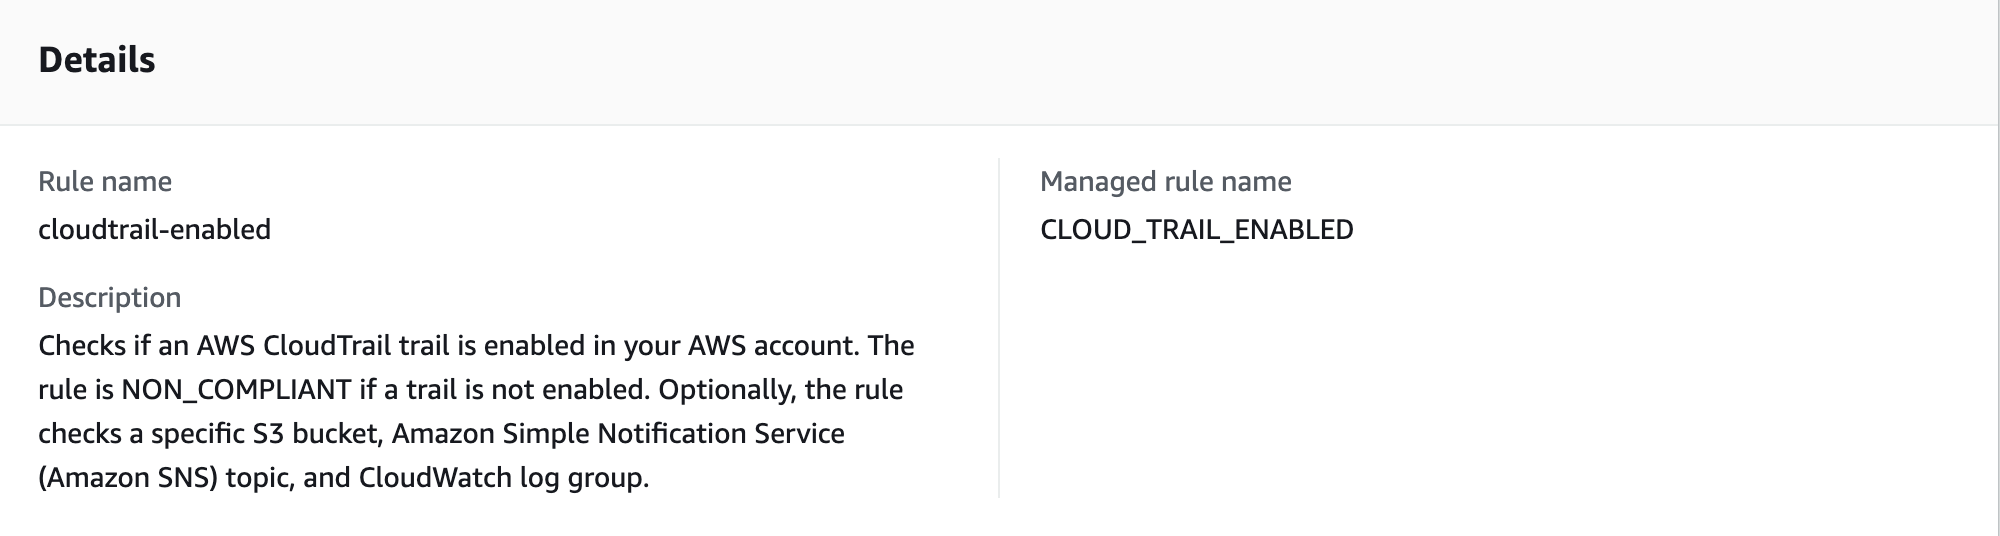 Details
Rule name
cloudtrail-enabled
Description
Checks if an AWS CloudTrail trail is enabled in your AWS account. The
rule is NON_COMPLIANT if a trail is not enabled. Optionally, the rule
checks a specific S3 bucket, Amazon Simple Notification Service
(Amazon SNS) topic, and CloudWatch log group.
Managed rule name
CLOUD_TRAIL_ENABLED